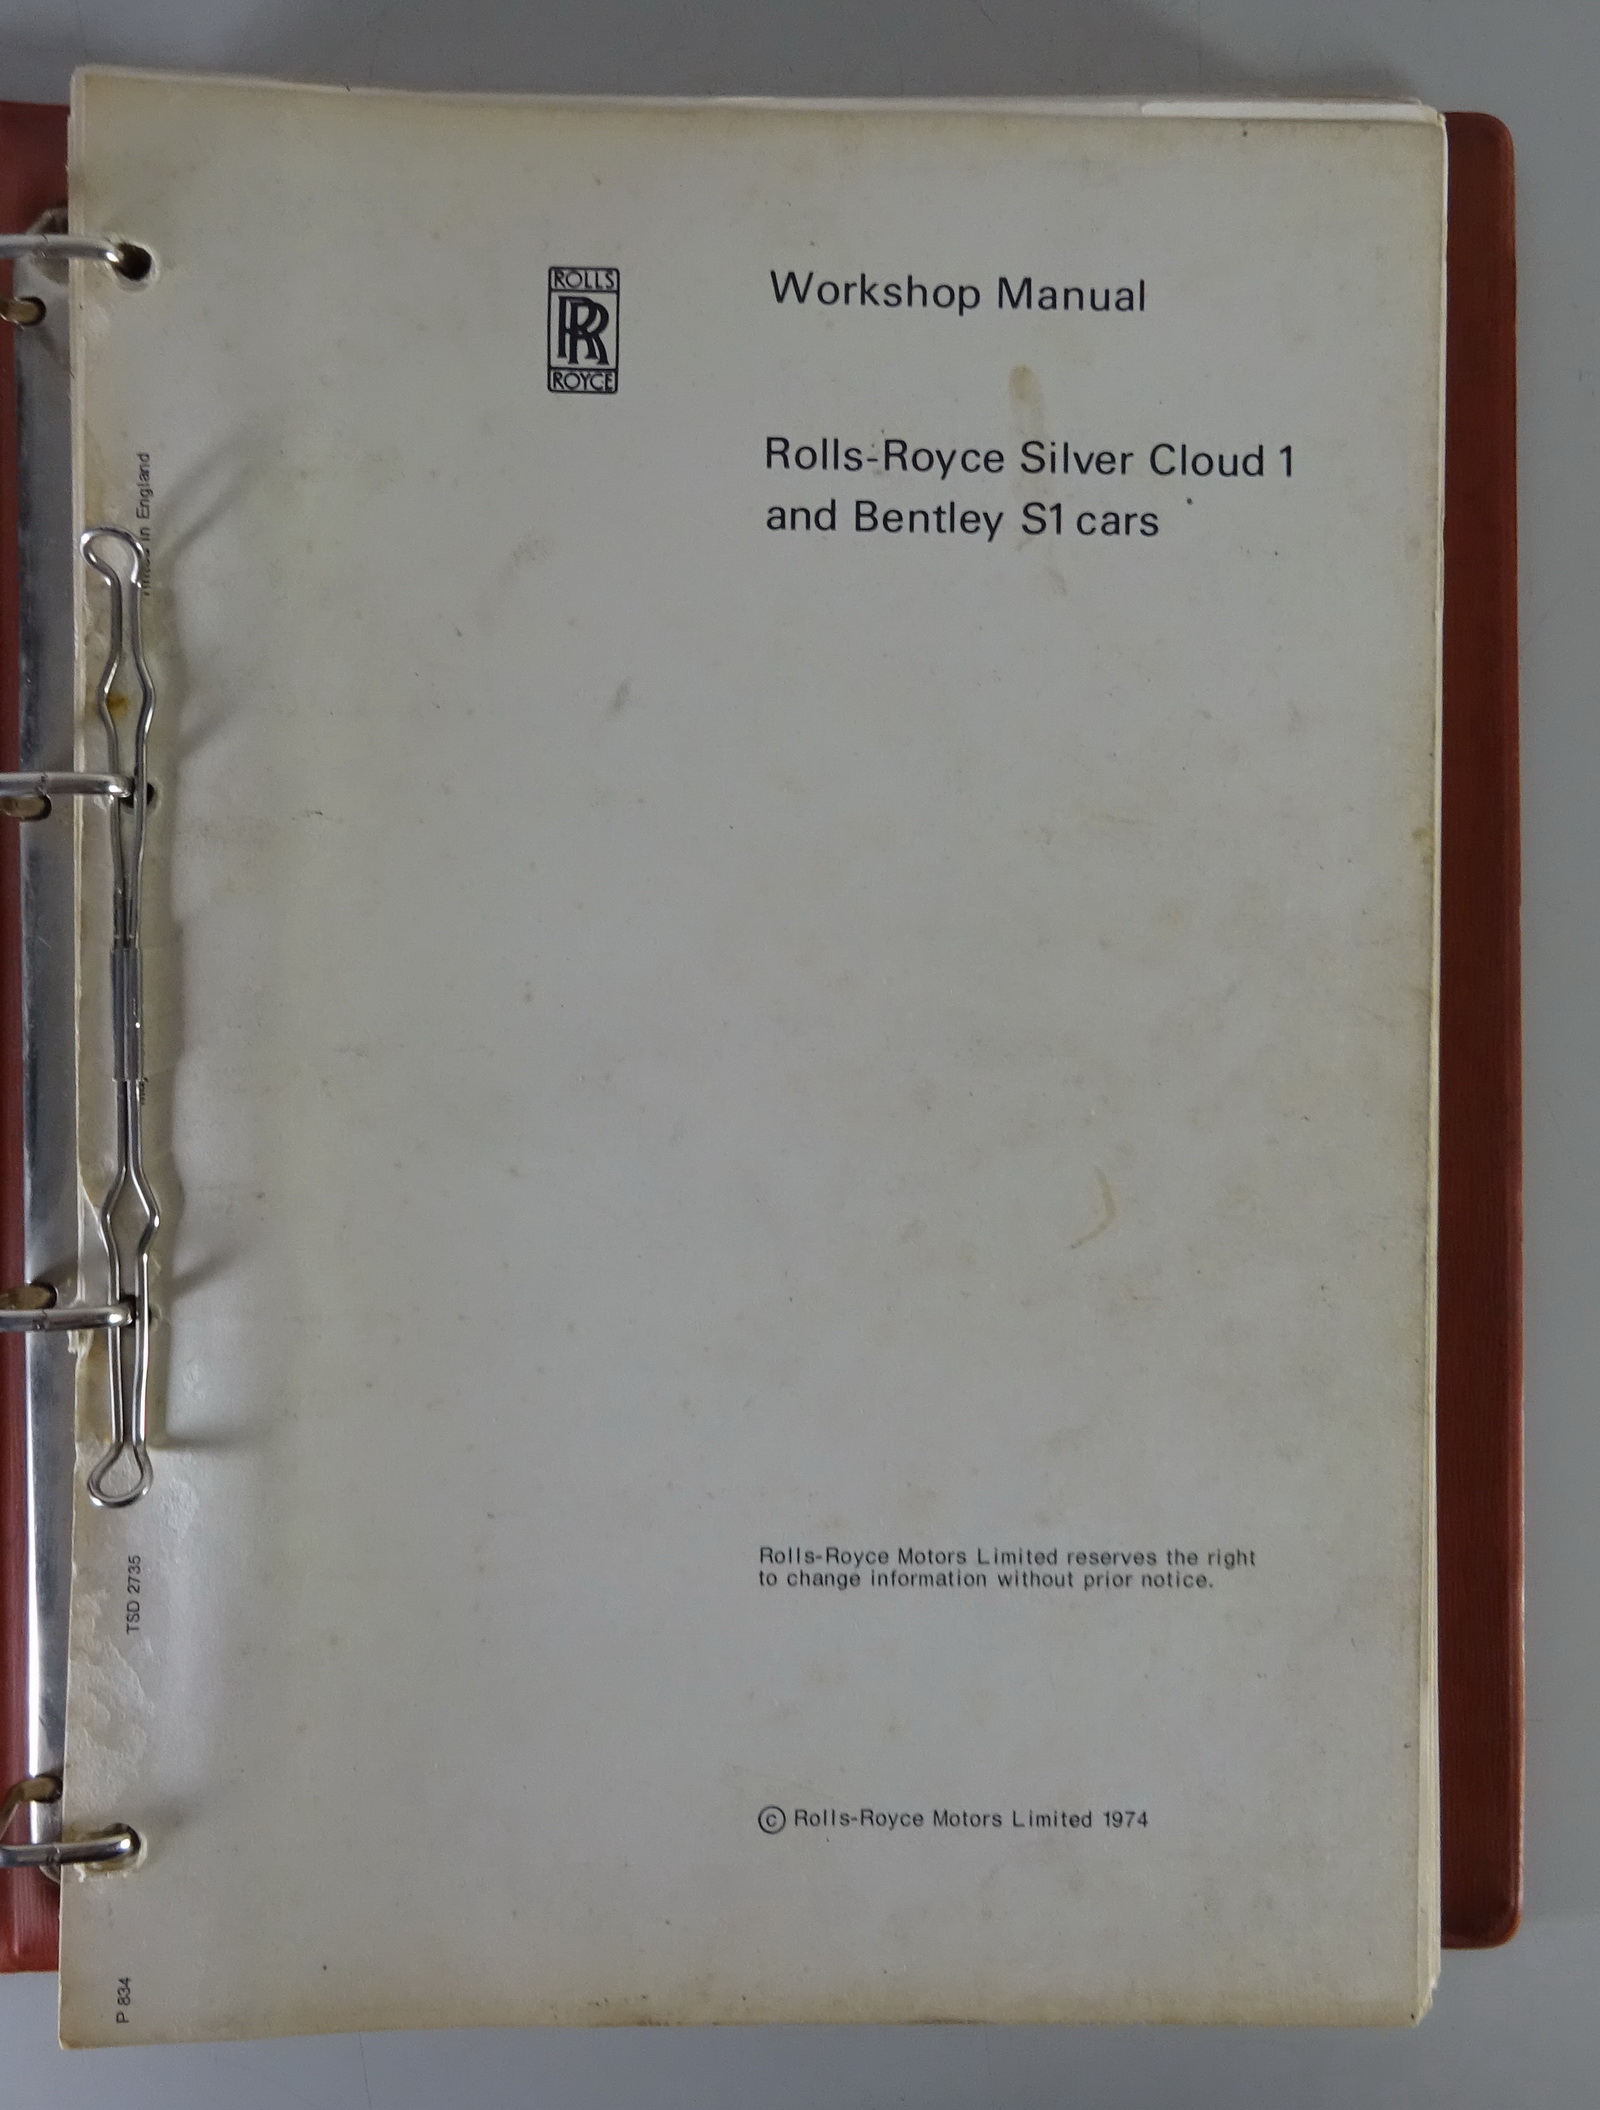 ROLLS
RR
ROYCE
Workshop Manual
Rolls-Royce Silver Cloud 1
and Bentley S1 cars
in England
TSD 2735
P 834
Rolls-Royce Motors Limited reserves the right
to change information without prior notice.
© Rolls-Royce Motors Limited 1974